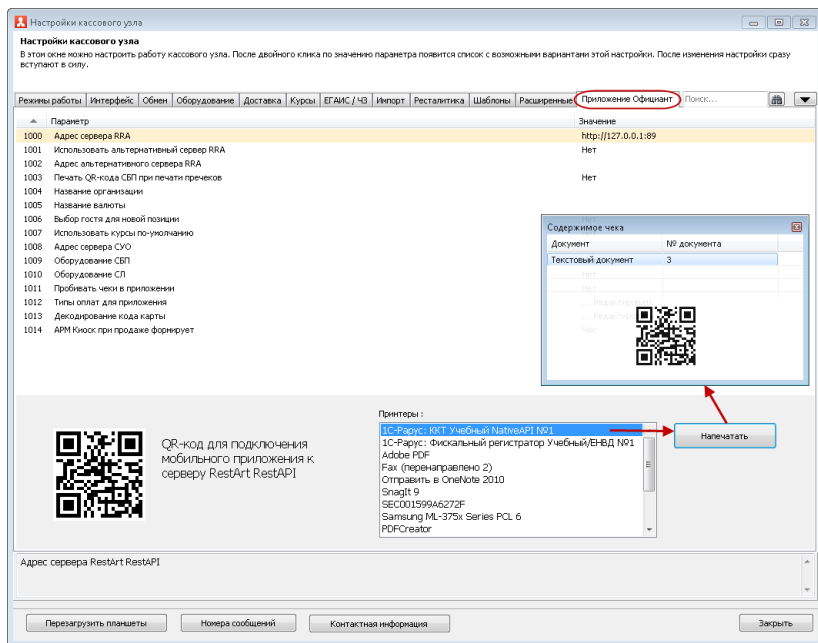 Настройки кассового узла
Настройки кассового узла
В этом окне можно настроить работу кассового узла. После двойного клика по значению параметра появится список с возможными вариантами этой настройки. После изменения настройки сразу
вступают в силу.
Режимы работы Интерфейс Обмен Оборудование Доставка Курсы ЕГАИС / ЧЗ Импорт Ресталитика Шаблоны Расширенные Приложение Официант Поиск...
Параметр Значение
1000 Адрес сервера RRA http://127.0.0.1:89
1001 Использовать альтернативный сервер RRA Нет
1002 Адрес альтернативного сервера RRA
1003 Печать QR-кода СБП при печати пречеков Нет
1004 Название организации
1005 Название валюты
1006 Выбор гостя для новой позиции Нет
1007 Использовать курсы по-умолчанию
1008 Адрес сервера СУО
1009 Оборудование СБП
1010 Оборудование СЛ Нет
1011 Пробивать чеки в приложении Нет
1012 Типы оплат для приложения ... Редактировать
1013 Декодирование кода карты ... Редактир
1014 АРМ Киоск при продаже формирует Чек
Содержимое чека
Документ № документа
Текстовый документ 3
QR-код для подключения
мобильного приложения к
серверу RestArt RestAPI
Принтеры :
1С-Рарус: ККТ Учебный NativeAPI №1
1С-Рарус: Фискальный регистратор Учебный/ЕНВД №1
Adobe PDF
Fax (перенаправлено 2)
Отправить в OneNote 2010
SnagIt 9
SEC001599A6272F
Samsung ML-375x Series PCL 6
PDFCreator
Напечатать
Адрес сервера RestArt RestAPI
Перезагрузить планшеты Номера сообщений Контактная информация Закрыть